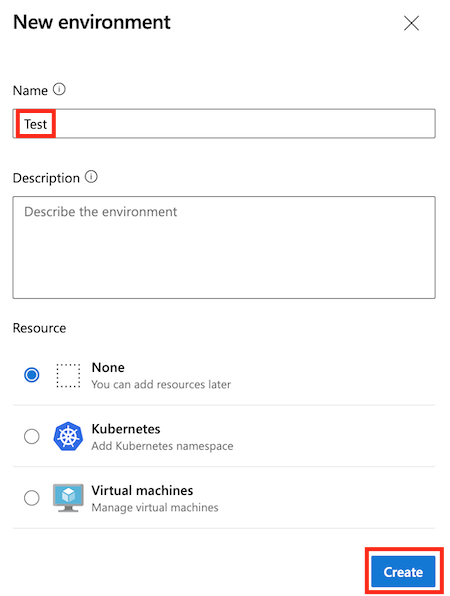 New environment
Name
Test
Description
Describe the environment
Resource
None
You can add resources later
Kubernetes
Add Kubernetes namespace
Virtual machines
Manage virtual machines
Create